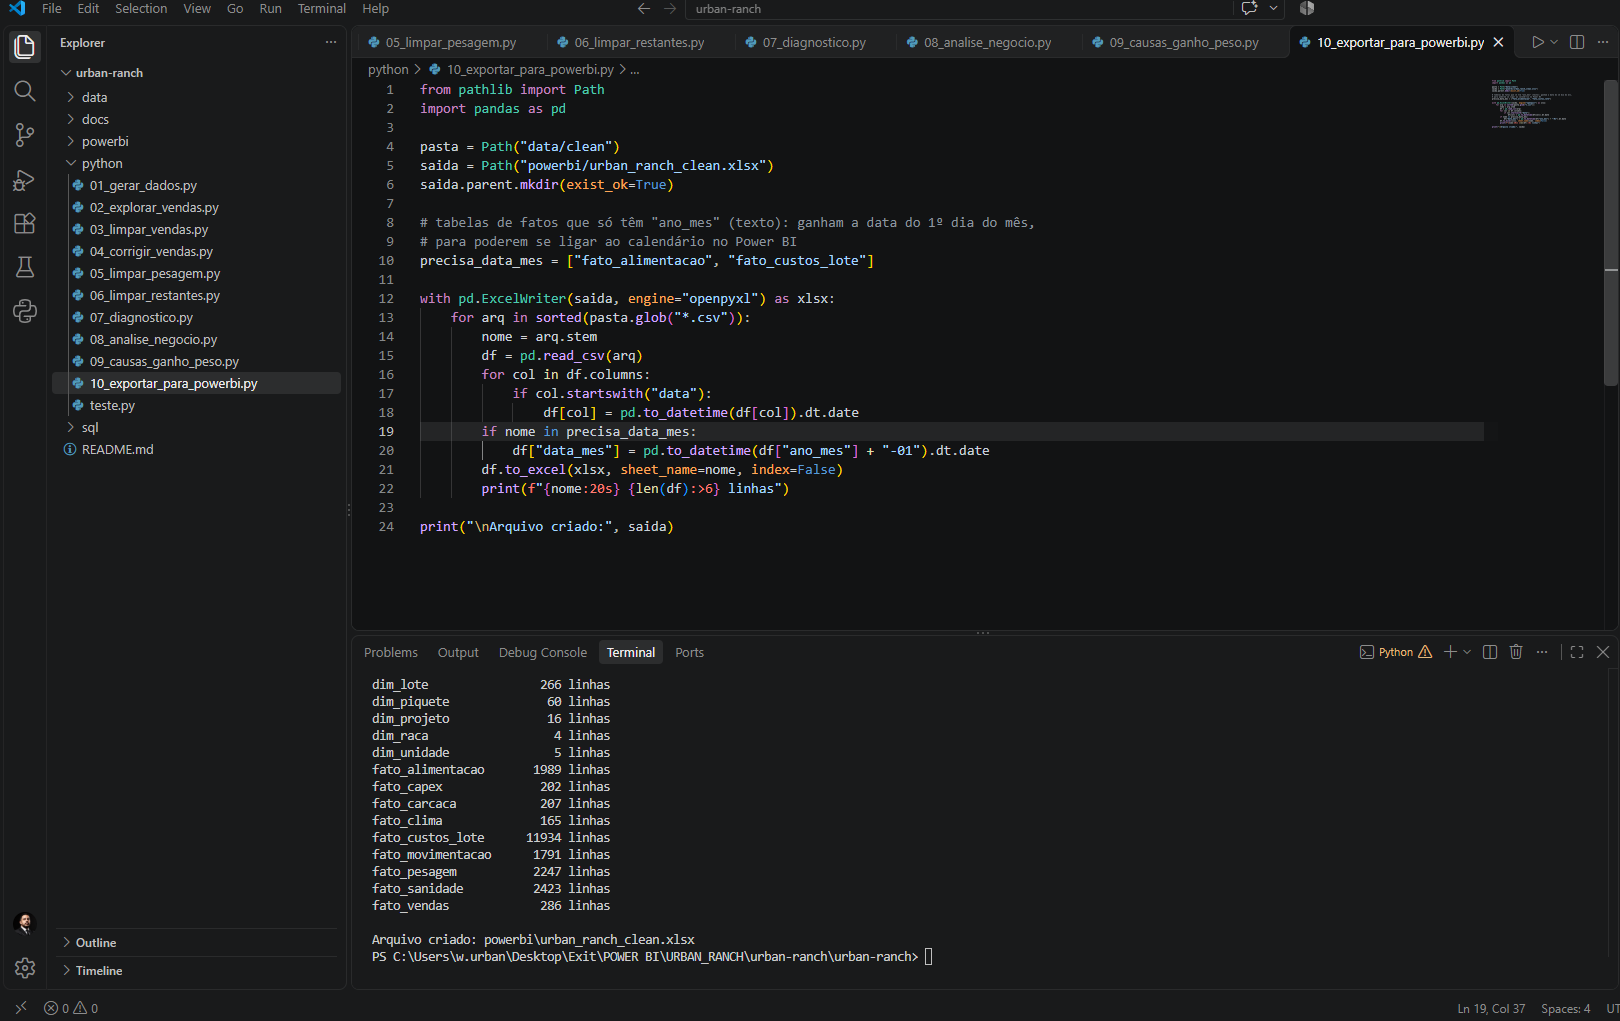 File Edit Selection View Go Run Terminal Help
urban-ranch
Explorer
urban-ranch
data
docs
powerbi
python
01_gerar_dados.py
02_explorar_vendas.py
03_limpar_vendas.py
04_corrigir_vendas.py
05_limpar_pesagem.py
06_limpar_restantes.py
07_diagnostico.py
08_analise_negocio.py
09_causas_ganho_peso.py
10_exportar_para_powerbi.py
teste.py
sql
README.md
Outline
Timeline
05_limpar_pesagem.py 06_limpar_restantes.py 07_diagnostico.py 08_analise_negocio.py 09_causas_ganho_peso.py 10_exportar_para_powerbi.py
python > 10_exportar_para_powerbi.py > ...
1 from pathlib import Path
2 import pandas as pd
3
4 pasta = Path("data/clean")
5 saida = Path("powerbi/urban_ranch_clean.xlsx")
6 saida.parent.mkdir(exist_ok=True)
7
8 # tabelas de fatos que só têm "ano_mes" (texto): ganham a data do 1º dia do mês,
9 # para poderem se ligar ao calendário no Power BI
10 precisa_data_mes = ["fato_alimentacao", "fato_custos_lote"]
11
12 with pd.ExcelWriter(saida, engine="openpyxl") as xlsx:
13     for arq in sorted(pasta.glob("*.csv")):
14         nome = arq.stem
15         df = pd.read_csv(arq)
16         for col in df.columns:
17             if col.startswith("data"):
18                 df[col] = pd.to_datetime(df[col]).dt.date
19         if nome in precisa_data_mes:
20             df["data_mes"] = pd.to_datetime(df["ano_mes"] + "-01").dt.date
21         df.to_excel(xlsx, sheet_name=nome, index=False)
22         print(f"{nome:20s} {len(df):>6} linhas")
23
24 print("\nArquivo criado:", saida)
Problems Output Debug Console Terminal Ports
Python
dim_lote 266 linhas
dim_piquete 60 linhas
dim_projeto 16 linhas
dim_raca 4 linhas
dim_unidade 5 linhas
fato_alimentacao 1989 linhas
fato_capex 202 linhas
fato_carcaca 207 linhas
fato_clima 165 linhas
fato_custos_lote 11934 linhas
fato_movimentacao 1791 linhas
fato_pesagem 2247 linhas
fato_sanidade 2423 linhas
fato_vendas 286 linhas
Arquivo criado: powerbi\urban_ranch_clean.xlsx
PS C:\Users\w.urban\Desktop\Exit\POWER BI\URBAN_RANCH\urban-ranch\urban-ranch>
0 0
Ln 19, Col 37 Spaces: 4 UT